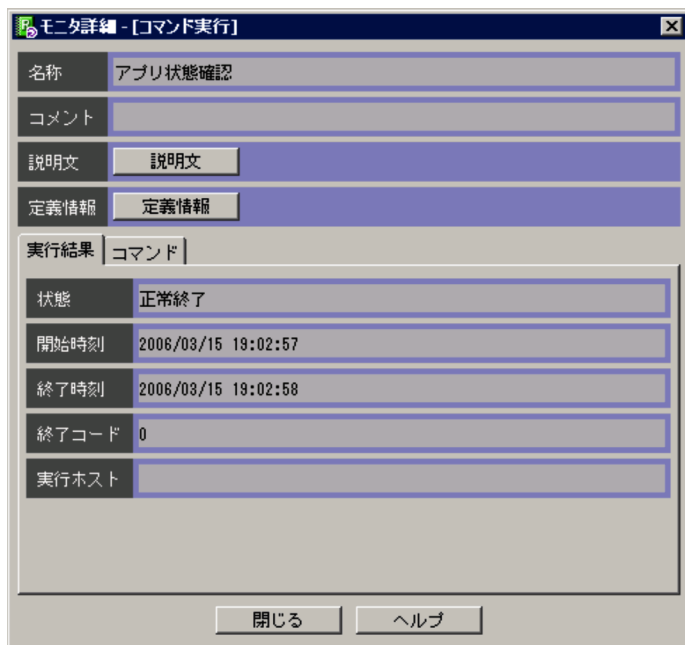 モニタ詳細 - [コマンド実行]
名称 アプリ状態確認
コメント
説明文 説明文
定義情報 定義情報
実行結果 コマンド
状態 正常終了
開始時刻 2006/03/15 19:02:57
終了時刻 2006/03/15 19:02:58
終了コード 0
実行ホスト
閉じる ヘルプ